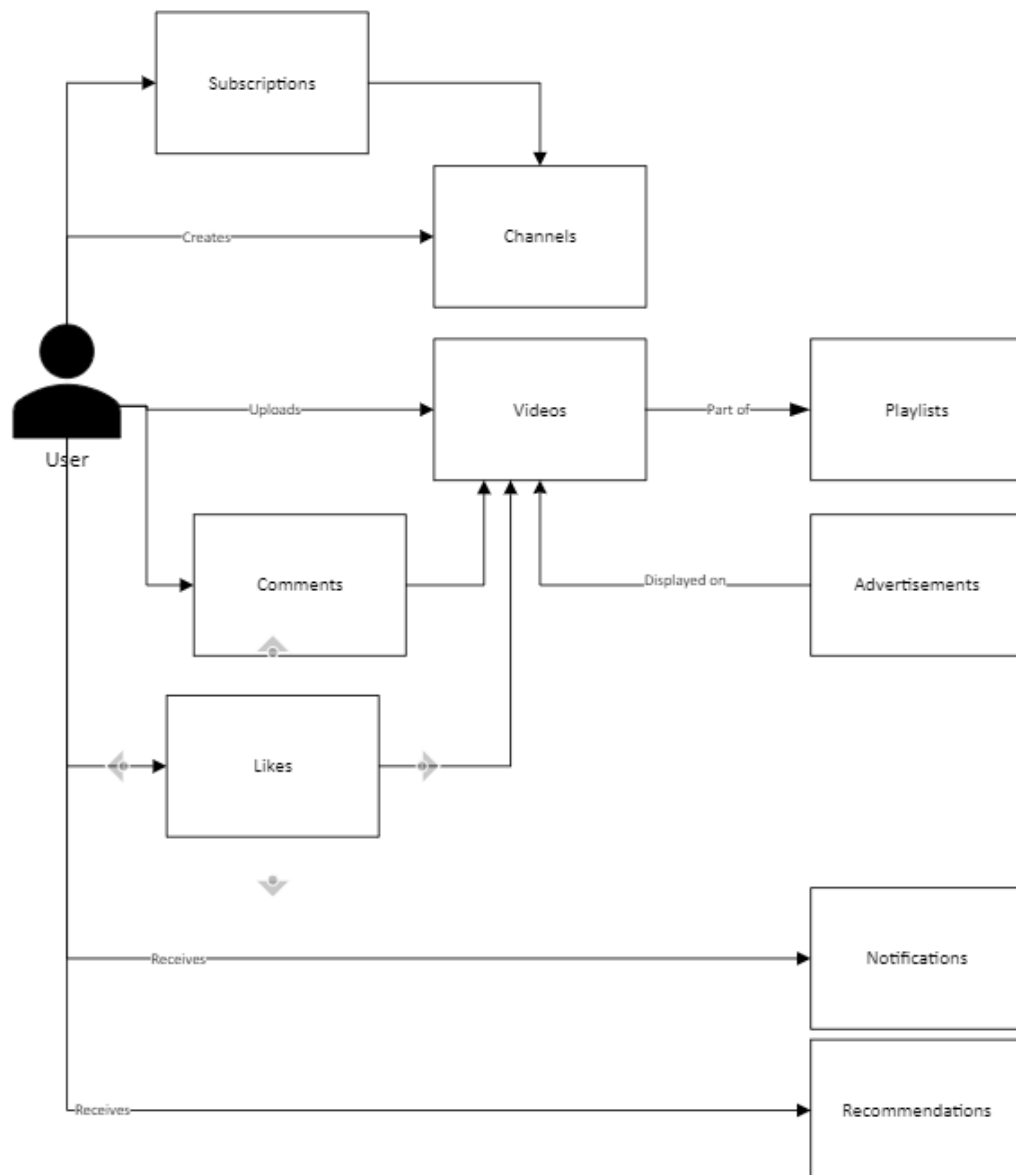 Subscriptions
Creates
Channels
User
Uploads
Videos
Part of
Playlists
Comments
Displayed on
Advertisements
Likes
Receives
Notifications
Receives
Recommendations